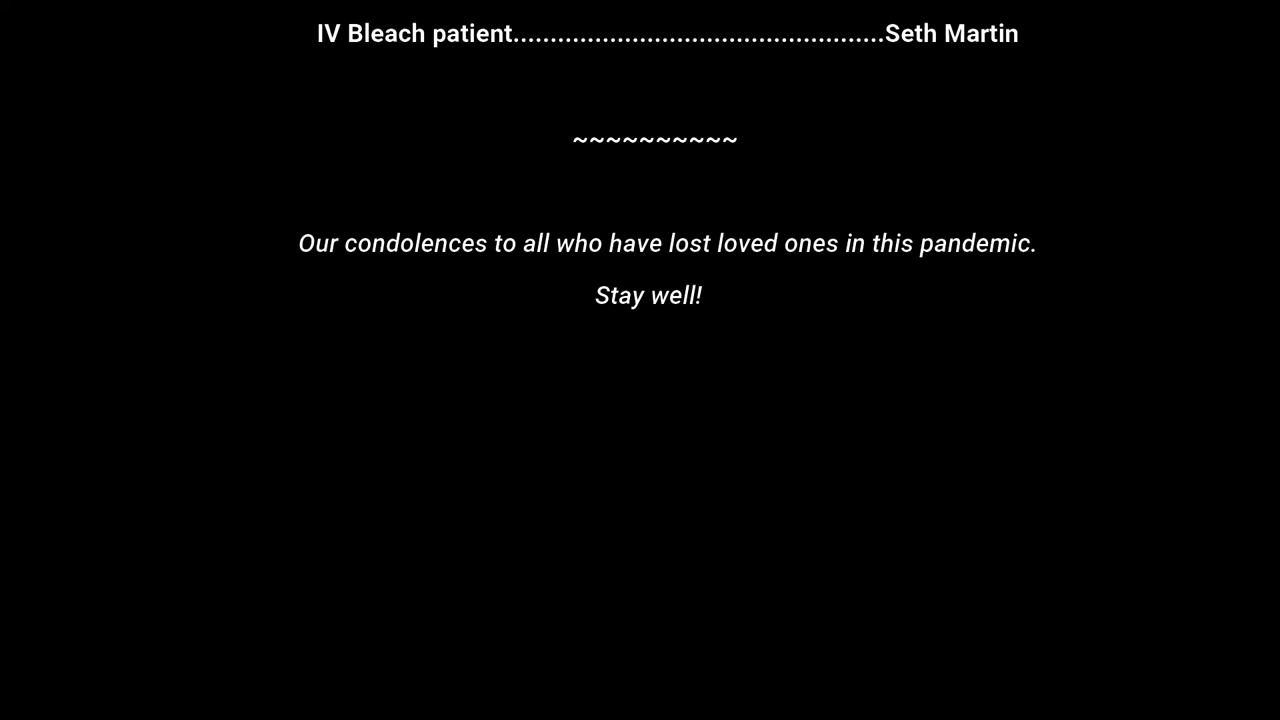 IV Bleach patient..................................................Seth Martin
~~~~~~~~~~
Our condolences to all who have lost loved ones in this pandemic.
Stay well!